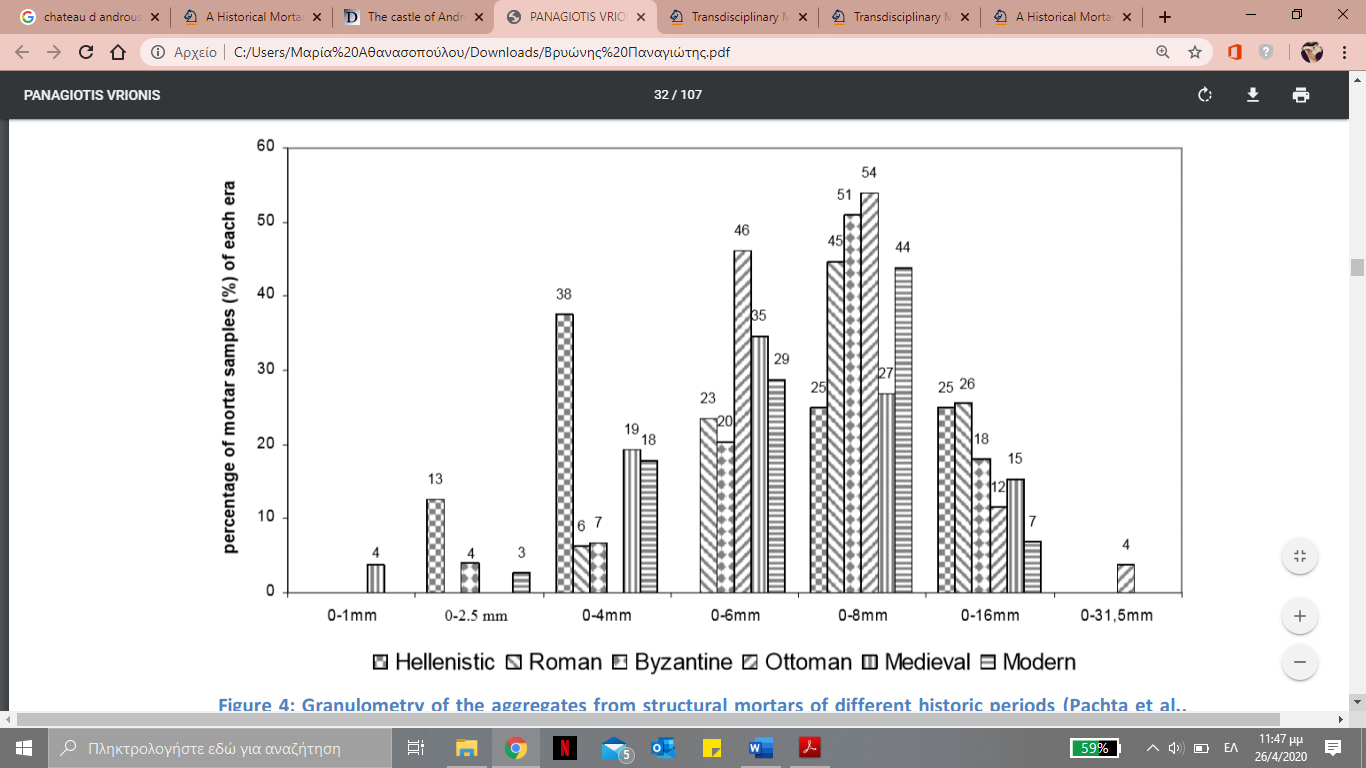 chateau d androus
A Historical Morta
The castle of Andr
PANAGIOTIS VRIO
Transdisciplinary M
Transdisciplinary M
A Historical Morta
Αρχείο
C:/Users/Μαρία%20Αθανασοπούλου/Downloads/Βρυώνης%20Παναγιώτης.pdf
PANAGIOTIS VRIONIS
32 / 107
percentage of mortar samples (%) of each era
60
50
40
30
20
10
0
4
13
4
3
38
6
7
19
18
23
20
46
35
29
25
45
51
54
27
44
25
26
18
12
15
7
4
0-1mm
0-2.5 mm
0-4mm
0-6mm
0-8mm
0-16mm
0-31,5mm
Hellenistic Roman Byzantine Ottoman Medieval Modern
Figure 4: Granulometry of the aggregates from structural mortars of different historic periods (Pachta et al.,
Πληκτρολογήστε εδώ για αναζήτηση
5
59%
ΕΛ
11:47 μμ
26/4/2020